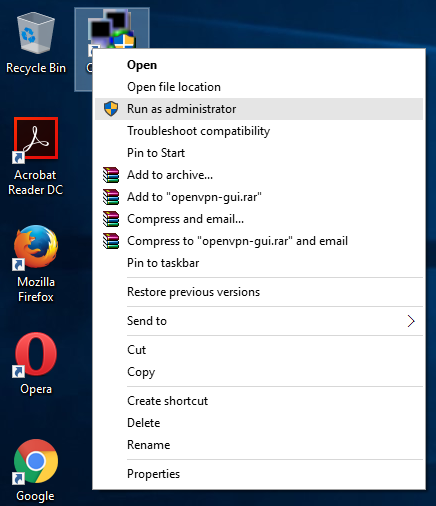 Recycle Bin
Acrobat
Reader DC
Mozilla
Firefox
Opera
Google
Open
Open file location
Run as administrator
Troubleshoot compatibility
Pin to Start
Add to archive...
Add to "openvpn-gui.rar"
Compress and email...
Compress to "openvpn-gui.rar" and email
Pin to taskbar
Restore previous versions
Send to
Cut
Copy
Create shortcut
Delete
Rename
Properties